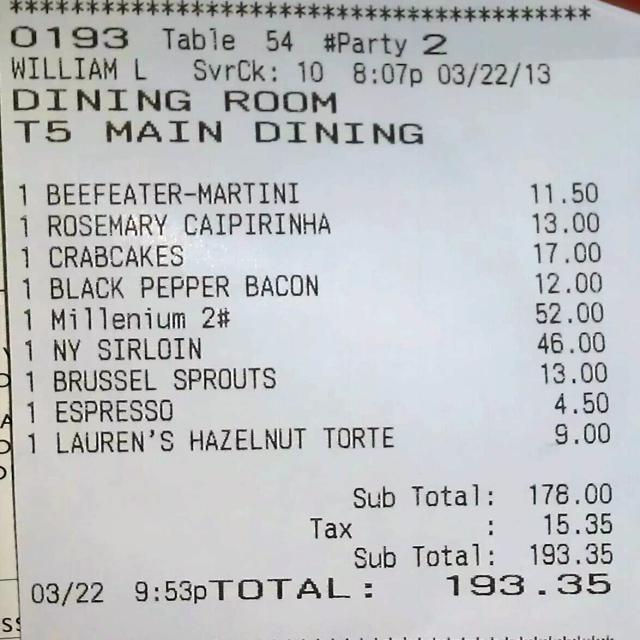 ******************************************
0193 Table 54 #Party 2
WILLIAM L SvrCk: 10 8:07p 03/22/13
DINING ROOM
T5 MAIN DINING
1 BEEFEATER-MARTINI 11.50
1 ROSEMARY CAIPIRINHA 13.00
1 CRABCAKES 17.00
1 BLACK PEPPER BACON 12.00
1 Millenium 2# 52.00
1 NY SIRLOIN 46.00
1 BRUSSEL SPROUTS 13.00
1 ESPRESSO 4.50
1 LAUREN'S HAZELNUT TORTE 9.00
Sub Total: 178.00
Tax : 15.35
Sub Total: 193.35
03/22 9:53pTOTAL: 193.35